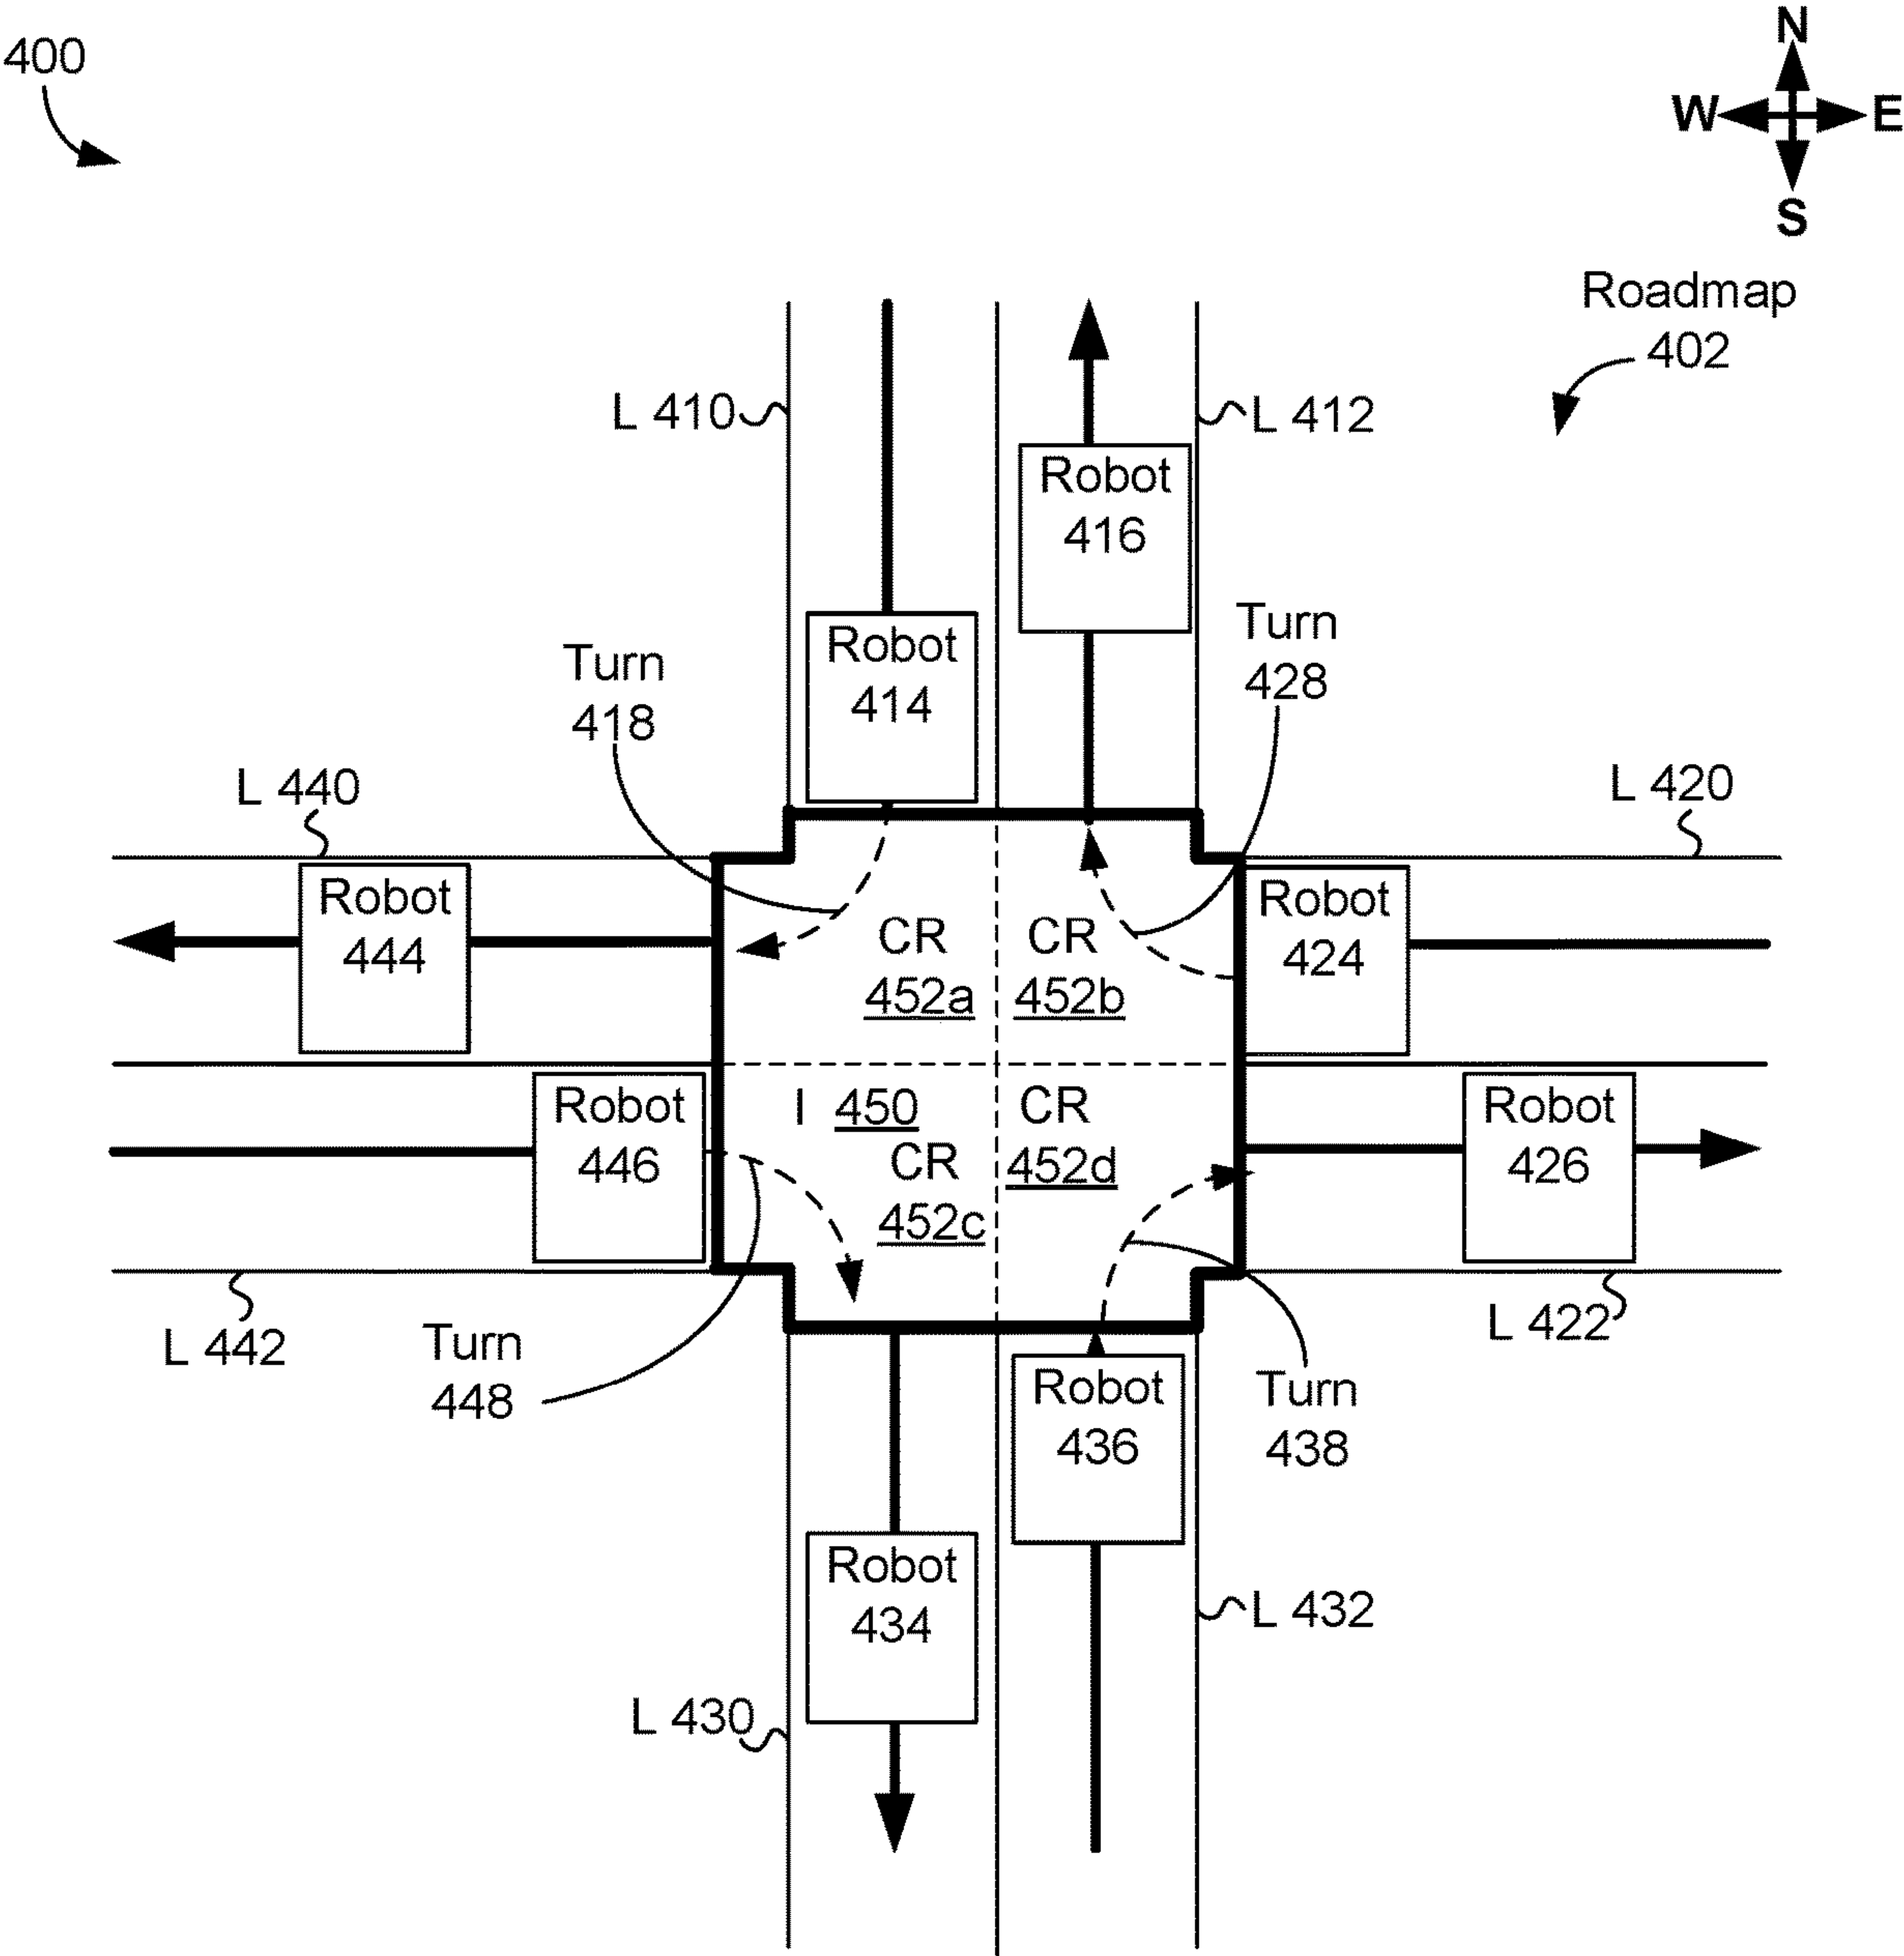 400
N
W
E
S
Roadmap
402
L 410
L 412
Robot
416
Turn
428
Robot
414
Turn
418
L 440
L 420
Robot
444
Robot
424
CR
452a
CR
452b
Robot
446
I 450
CR
452c
CR
452d
Robot
426
L 442
L 422
Turn
448
Robot
436
Turn
438
Robot
434
L 432
L 430